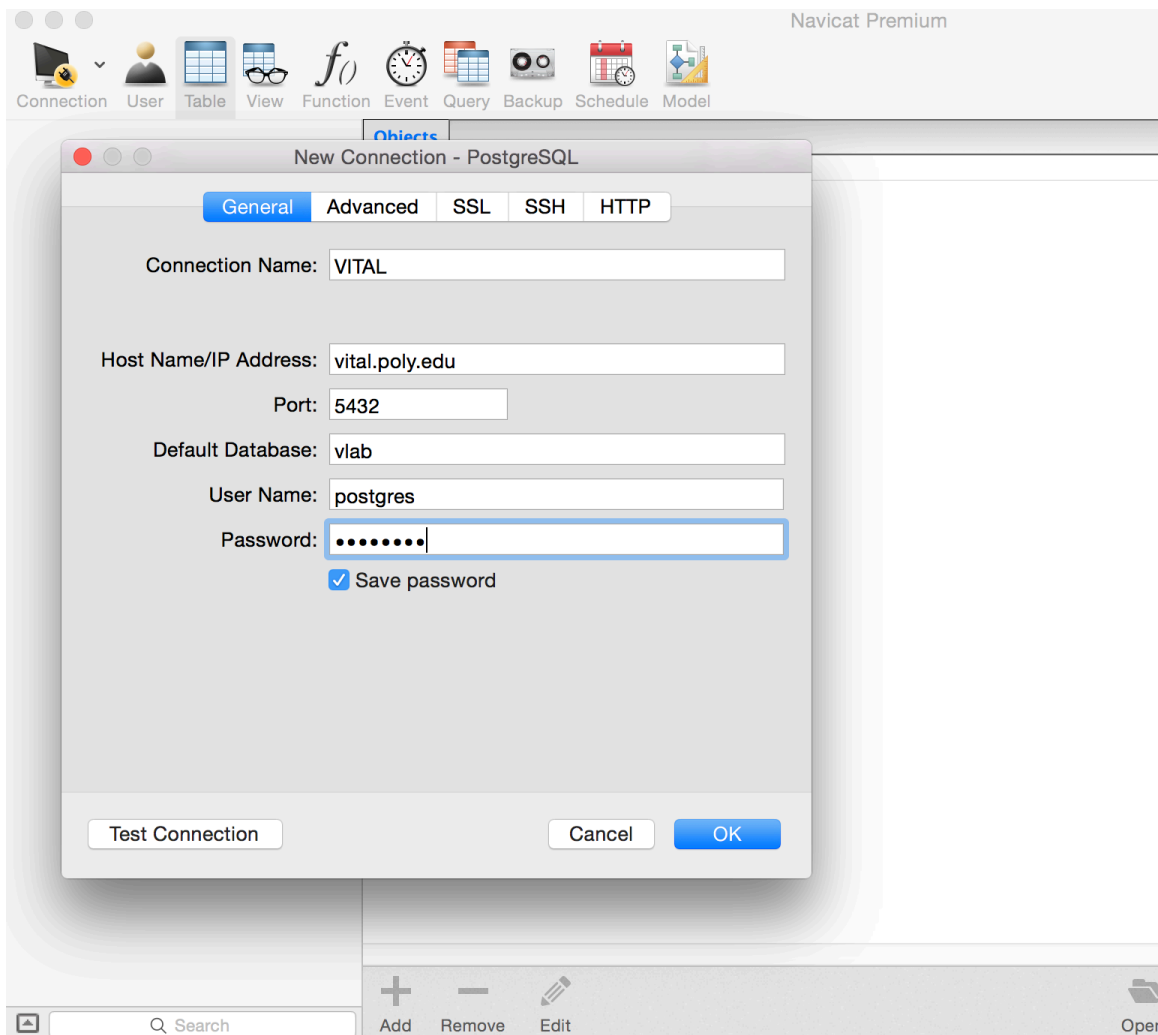 Navicat Premium
Connection User Table View Function Event Query Backup Schedule Model
Objects
New Connection - PostgreSQL
General Advanced SSL SSH HTTP
Connection Name: VITAL
Host Name/IP Address: vital.poly.edu
Port: 5432
Default Database: vlab
User Name: postgres
Password: ••••••••
Save password
Test Connection Cancel OK
Search Add Remove Edit Open